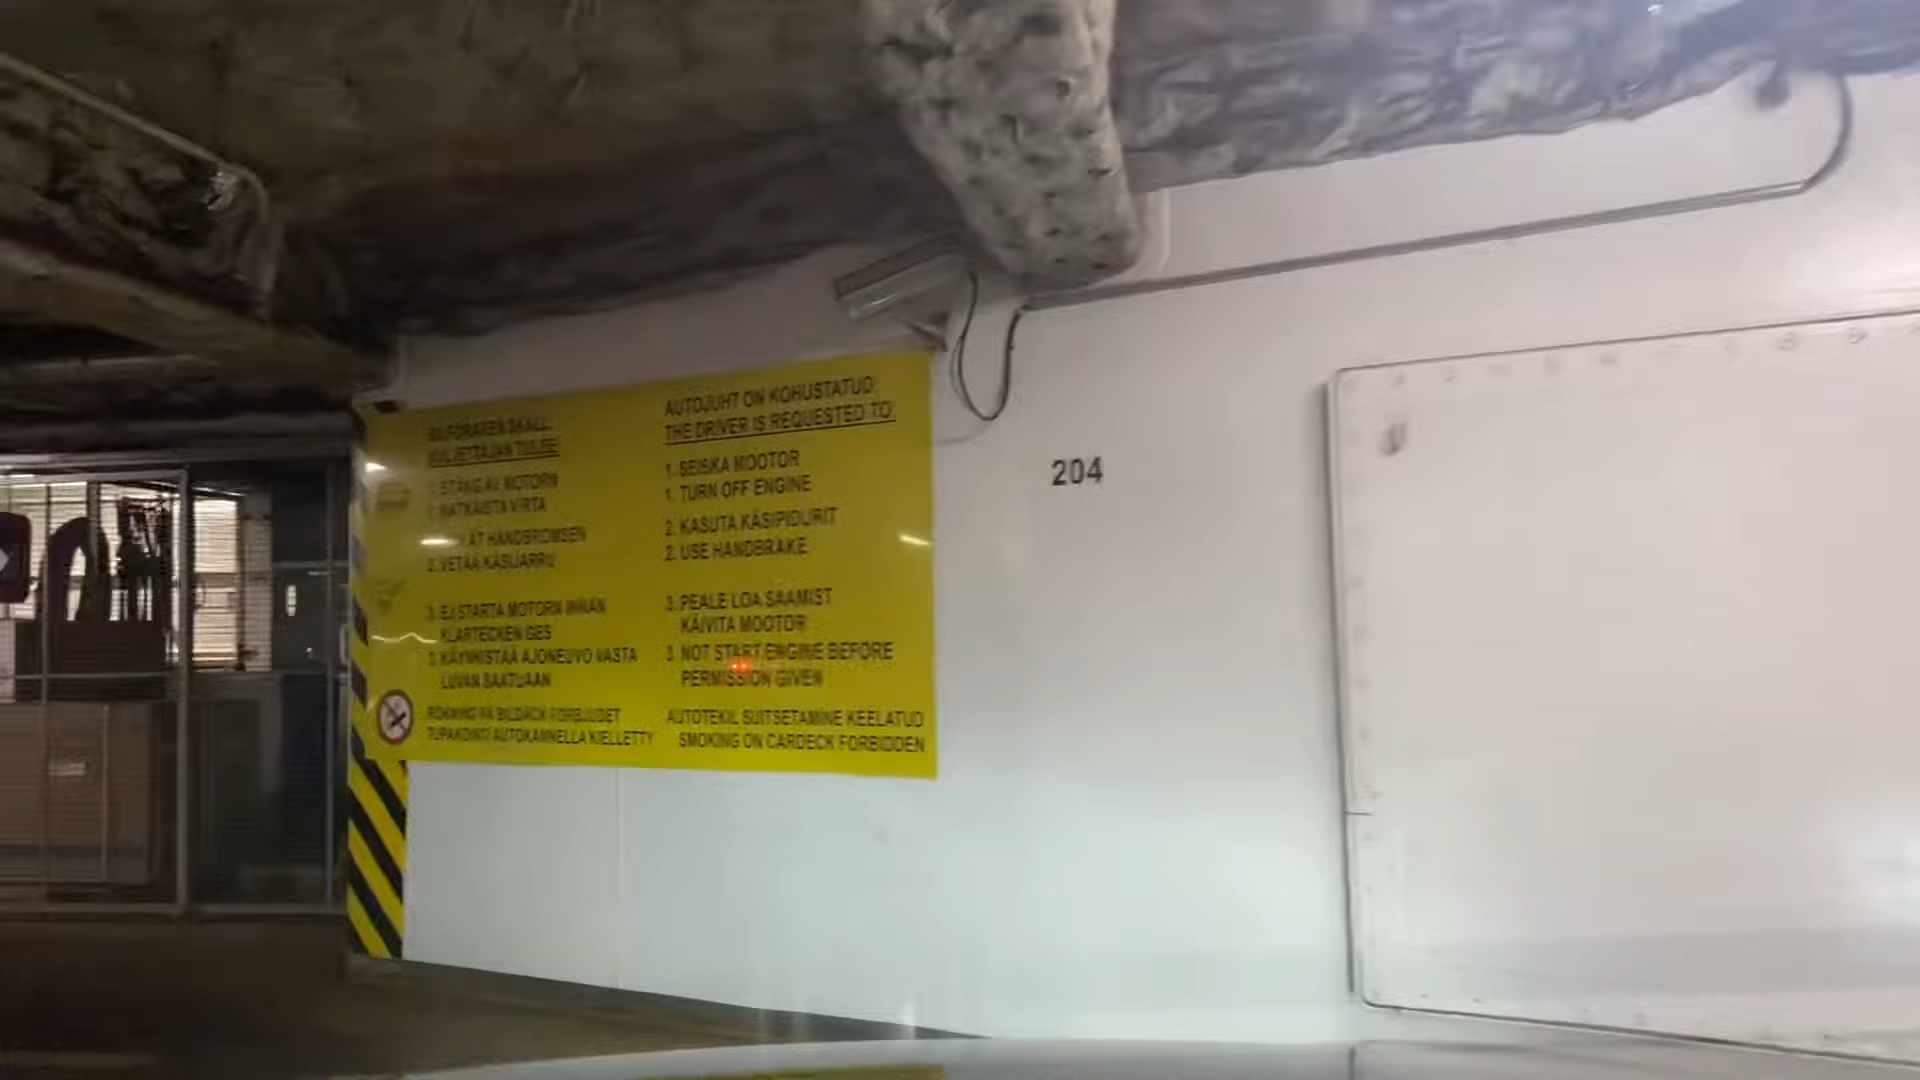 BILFÖRAREN SKALL:
KULJETTAJAN TULEE:
1. STÄNG AV MOTORN
1. KATKAISTA VIRTA
ÅT HANDBROMSEN
2. VETÄÄ KÄSIJARRU
3. EJ STARTA MOTORN INNAN
KLARTECKEN GES
3. KÄYNNISTÄÄ AJONEUVO VASTA
LUVAN SAATUAAN
RÖKNING PÅ BILDÄCK FÖRBJUDET
TUPAKOINTI AUTOKANNELLA KIELLETTY
AUTOJUHT ON KOHUSTATUD:
THE DRIVER IS REQUESTED TO:
1. SEISKA MOOTOR
1. TURN OFF ENGINE
2. KASUTA KÄSIPIDURIT
2. USE HANDBRAKE
3. PEALE LOA SAAMIST
KÄIVITA MOOTOR
3. NOT START ENGINE BEFORE
PERMISSION GIVEN
AUTOTEKIL SUITSETAMINE KEELATUD
SMOKING ON CARDECK FORBIDDEN
204